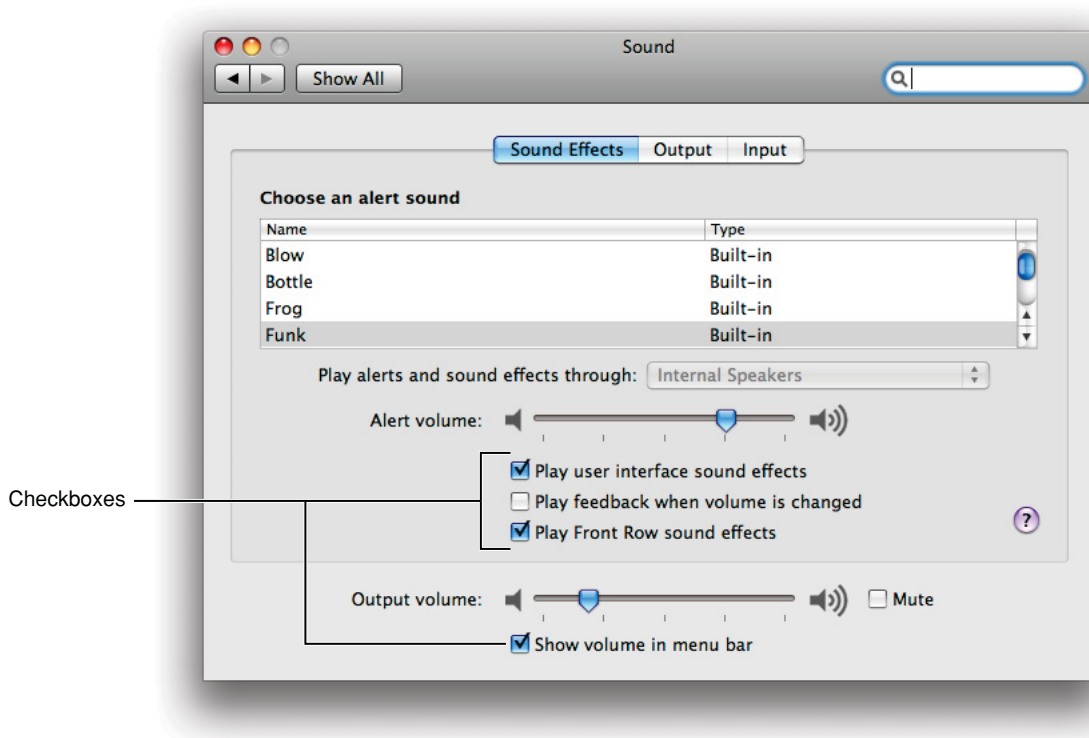 Sound
Show All
Sound Effects Output Input
Choose an alert sound
Name Type
Blow Built-in
Bottle Built-in
Frog Built-in
Funk Built-in
Play alerts and sound effects through: Internal Speakers
Alert volume:
Play user interface sound effects
Checkboxes
Play feedback when volume is changed
?
Play Front Row sound effects
Output volume: Mute
Show volume in menu bar